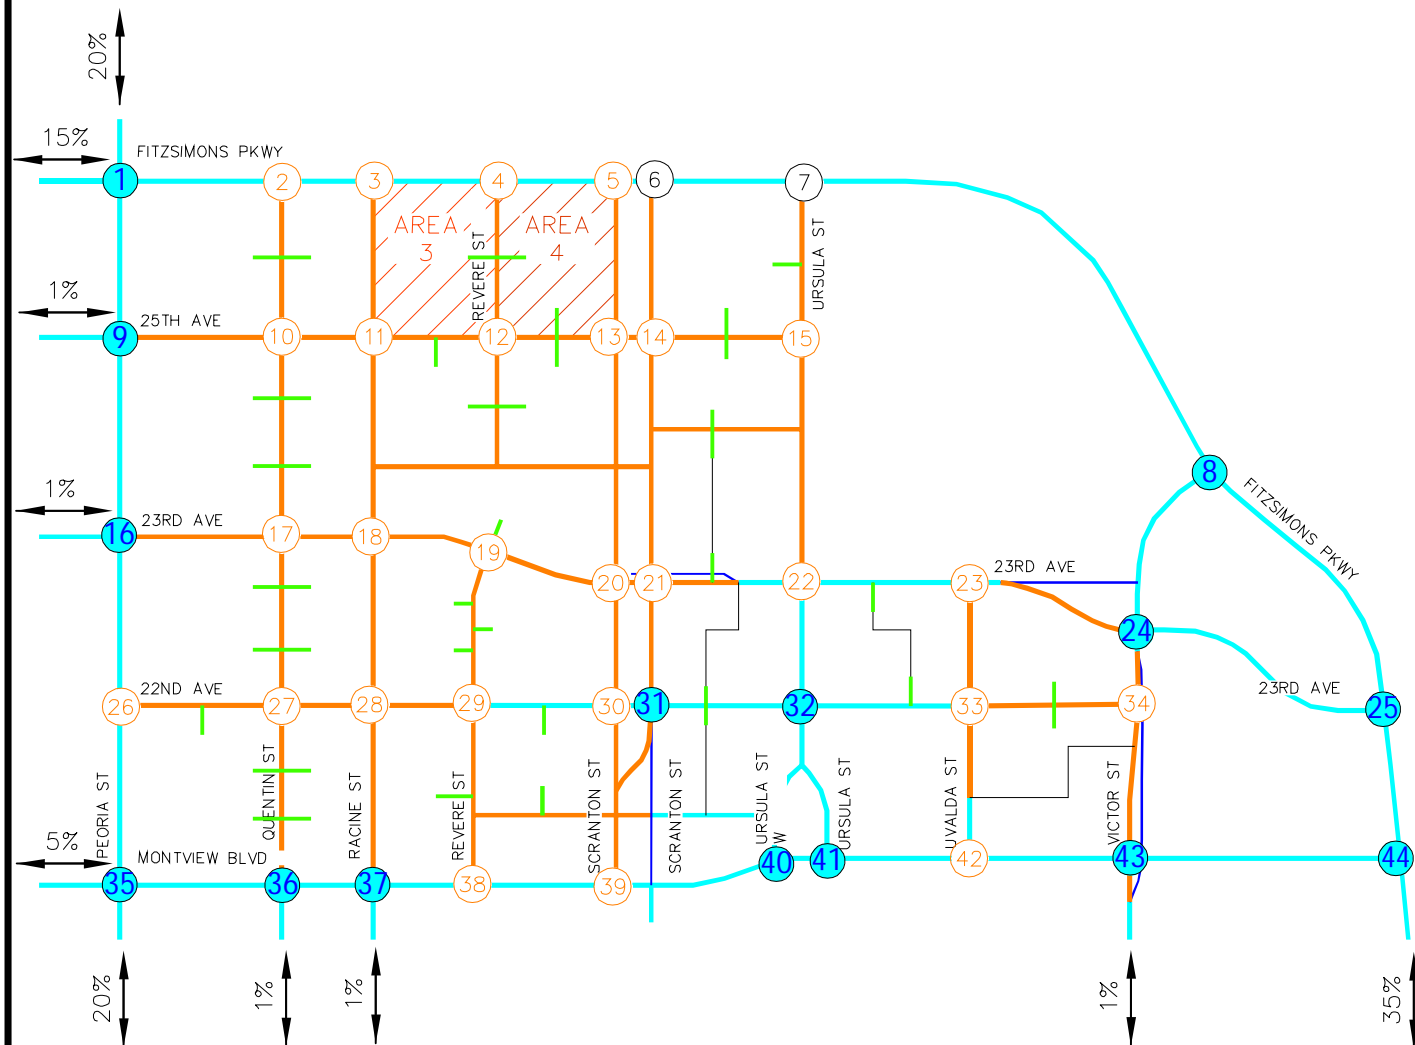 20%
15%
FITZSIMONS PKWY
1
2
3
4
5
6
7
AREA
3
AREA
4
REVERE ST
URSULA ST
1%
25TH AVE
9
10
11
12
13
14
15
8
FITZSIMONS PKWY
1%
23RD AVE
16
17
18
19
20
21
22
23
23RD AVE
24
22ND AVE
23RD AVE
26
27
28
29
30
31
32
33
34
25
PEORIA ST
QUENTIN ST
RACINE ST
REVERE ST
SCRANTON ST
SCRANTON ST
URSULA ST
W
URSULA ST
UVALDA ST
VICTOR ST
5%
MONTVIEW BLVD
35
36
37
38
39
40
41
42
43
44
20%
1%
1%
1%
35%